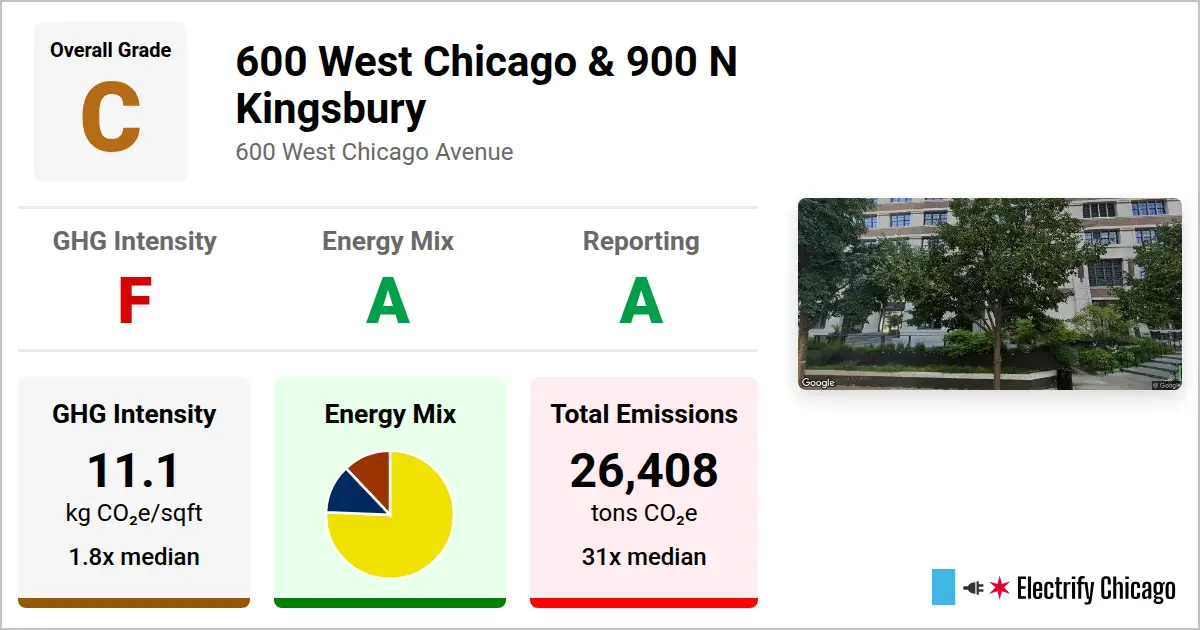 Overall Grade
C
600 West Chicago & 900 N
Kingsbury
600 West Chicago Avenue
GHG Intensity
F
Energy Mix
A
Reporting
A
GHG Intensity
11.1
kg CO₂e/sqft
1.8x median
Energy Mix
Total Emissions
26,408
tons CO₂e
31x median
Google
© Google
Electrify Chicago